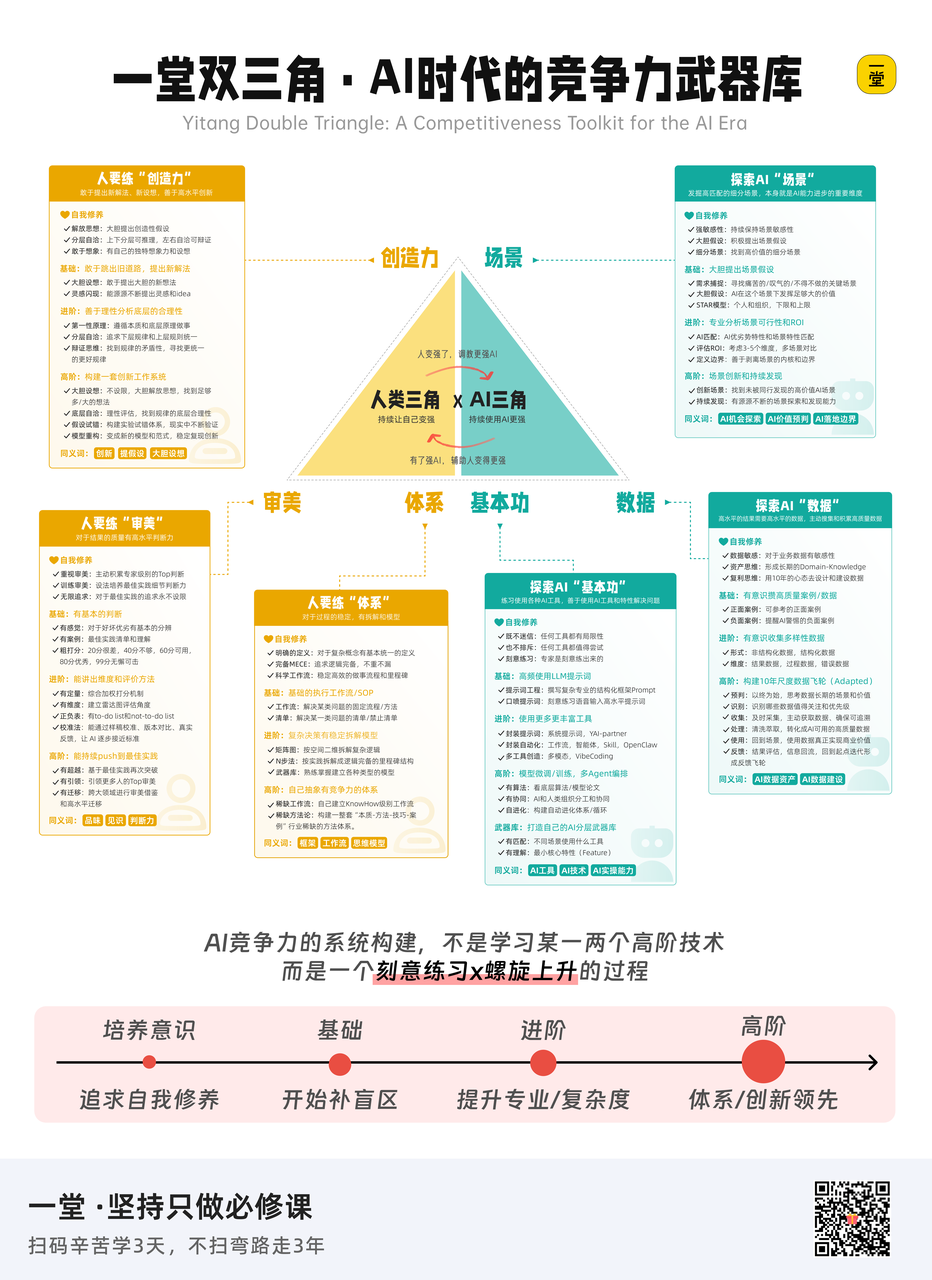 一堂双三角·AI时代的竞争力武器库
一堂
Yitang Double Triangle: A Competitiveness Toolkit for the AI Era
人要练“创造力”
敢于提出新解法、新设想，善于高水平创新
自我修养
解放思想：大胆提出创造性假设
分层自洽：上下分层可推理，左右自洽可辩证
敢于想象：有自己的独特想象力和设想
基础：敢于跳出旧道路，提出新解法
大胆设想：敢于提出大胆的新想法
灵感闪现：能源源不断提出灵感和idea
进阶：善于理性分析底层的合理性
第一性原理：遵循本质和底层原理做事
分层自洽：追求下层规律和上层规则统一
辩证思维：找到规律的矛盾性，寻找更统一
的更好规律
高阶：构建一套创新工作系统
大胆设想：不设限，大胆解放思想，找到足够
多/大的想法
底层自洽：理性评估，找到规律的底层合理性
假设试错：构建实验试错体系，现实中不断验证
模型重构：变成新的模型和范式，稳定复现创新
同义词： 创新 提假设 大胆设想
探索AI“场景”
发掘高匹配的细分场景，本身就是AI能力进步的重要维度
自我修养
强敏感性：持续保持场景敏感性
大胆假设：积极提出场景假设
细分场景：找到高价值的细分场景
基础：大胆提出场景假设
需求捕捉：寻找痛苦的/叹气的/不得不做的关键场景
大胆假设：AI在这个场景下发挥足够大的价值
STAR模型：个人和组织，下限和上限
进阶：专业分析场景可行性和ROI
AI匹配：AI优劣势特性和场景特性匹配
评估ROI：考虑3-5个维度，多场景对比
定义边界：善于剥离场景的内核和边界
高阶：场景创新和持续发现
创新场景：找到未被同行发现的高价值AI场景
持续发现：有源源不断的场景探索和发现能力
同义词： AI机会探索 AI价值预判 AI落地边界
创造力 场景
人变强了，调教更强AI
人类三角 x AI三角
持续让自己变强 持续使用AI更强
有了强AI，辅助人变得更强
审美 体系 基本功 数据
人要练“审美”
对于结果的质量有高水平判断力
自我修养
重视审美：主动积累专家级别的Top判断
训练审美：设法培养最佳实践细节判断力
无限追求：对于最佳实践的追求永不设限
基础：有基本的判断
有感觉：对于好坏优劣有基本的分辨
有案例：最佳实践清单和理解
粗打分：20分很差，40分不够，60分可用，
80分优秀，99分无懈可击
进阶：能讲出维度和评价方法
有定量：综合加权打分机制
有维度：建立雷达图评估角度
正负表：有to-do list和not-to-do list
校准法：能通过样稿校准、版本对比、真实
反馈，让 AI 逐步接近标准
高阶：能持续push到最佳实践
有超越：基于最佳实践再次突破
有引领：引领更多人的Top审美
有迁移：跨大领域进行审美借鉴
和高水平迁移
同义词： 品味 见识 判断力
人要练“体系”
对于过程的稳定，有拆解和模型
自我修养
明确的定义：对于复杂概念有基本统一的定义
完备MECE：追求逻辑完备，不重不漏
科学工作流：稳定高效的做事流程和里程碑
基础：基础的执行工作流/SOP
工作流：解决某类问题的固定流程/方法
清单：解决某一类问题的清单/禁止清单
进阶：复杂决策有稳定拆解模型
矩阵图：按空间二维拆解复杂逻辑
N步法：按实践拆解成逻辑完备的里程碑结构
武器库：熟练掌握建立各种类型的模型
高阶：自己抽象有竞争力的体系
稀缺工作流：自己建立KnowHow级别工作流
稀缺方法论：构建一整套“本质-方法-技巧-案
例”行业稀缺的方法体系。
同义词： 框架 工作流 思维模型
探索AI“基本功”
练习使用各种AI工具，善于使用AI工具和特性解决问题
自我修养
既不迷信：任何工具都有局限性
也不排斥：任何工具都值得尝试
刻意练习：专家是刻意练出来的
基础：高频使用LLM提示词
提示词工程：撰写复杂专业的结构化框架Prompt
口喷提示词：刻意练习语音输入高水平提示词
进阶：使用更多更丰富工具
封装提示词：系统提示词，YAI-partner
封装自动化：工作流，智能体，Skill，OpenClaw
多工具创造：多模态，VibeCoding
高阶：模型微调/训练，多Agent编排
有算法：看底层算法/模型论文
有协同：AI和人类组织分工和协同
自进化：构建自动进化体系/循环
武器库：打造自己的AI分层武器库
有匹配：不同场景使用什么工具
有理解：最小核心特性（Feature）
同义词： AI工具 AI技术 AI实操能力
探索AI“数据”
高水平的结果需要高水平的数据，主动搜集和积累高质量数据
自我修养
数据敏感：对于业务数据有敏感性
资产思维：形成长期的Domain-Knowledge
复利思维：用10年的心态去设计和建设数据
基础：有意识攒高质量案例/数据
正面案例：可参考的正面案例
负面案例：提醒AI警惕的负面案例
进阶：有意识收集多样性数据
形式：非结构化数据，结构化数据
维度：结果数据，过程数据，错误数据
高阶：构建10年尺度数据飞轮（Adapted）
预判：以终为始，思考数据长期的场景和价值
识别：识别哪些数据值得关注和优先级
收集：及时采集，主动获取数据，确保可追溯
处理：清洗萃取，转化成AI可用的高质量数据
使用：回到场景，使用数据真正实现商业价值
反馈：结果评估，信息回流，回到起点迭代形
成反馈飞轮
同义词： AI数据资产 AI数据建设
AI竞争力的系统构建，不是学习某一两个高阶技术
而是一个刻意练习x螺旋上升的过程
培养意识 基础 进阶 高阶
追求自我修养 开始补盲区 提升专业/复杂度 体系/创新领先
一堂·坚持只做必修课
扫码辛苦学3天，不扫弯路走3年